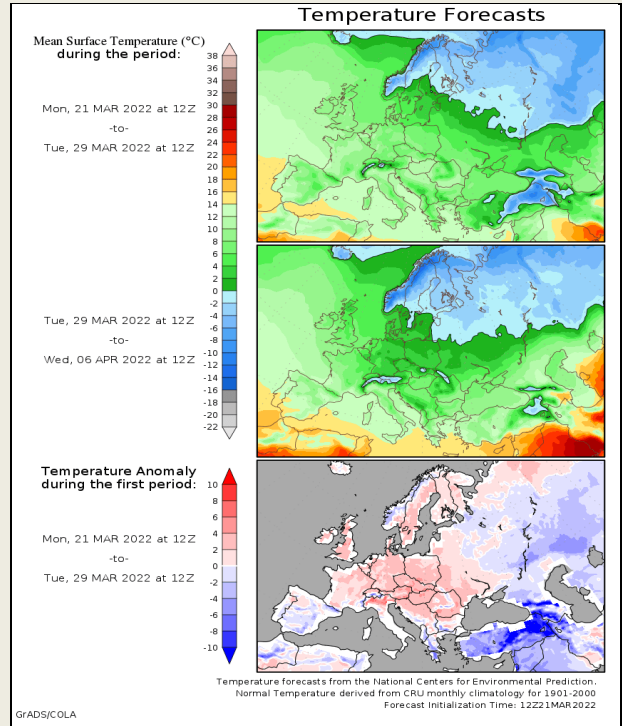 Temperature Forecasts
Mean Surface Temperature (°C)
during the period:
Mon, 21 MAR 2022 at 12Z
-to-
Tue, 29 MAR 2022 at 12Z
38
36
34
32
30
28
26
24
22
20
18
16
14
12
10
8
6
4
2
0
-2
-4
-6
-8
-10
-12
-14
-16
-18
-20
-22
Tue, 29 MAR 2022 at 12Z
-to-
Wed, 06 APR 2022 at 12Z
Temperature Anomaly
during the first period:
Mon, 21 MAR 2022 at 12Z
-to-
Tue, 29 MAR 2022 at 12Z
10
8
6
4
2
0
-2
-4
-6
-8
-10
Temperature forecasts from the National Centers for Environmental Prediction.
Normal Temperature derived from CRU monthly climatology for 1901-2000
Forecast Initialization Time: 12Z21MAR2022
GrADS/COLA